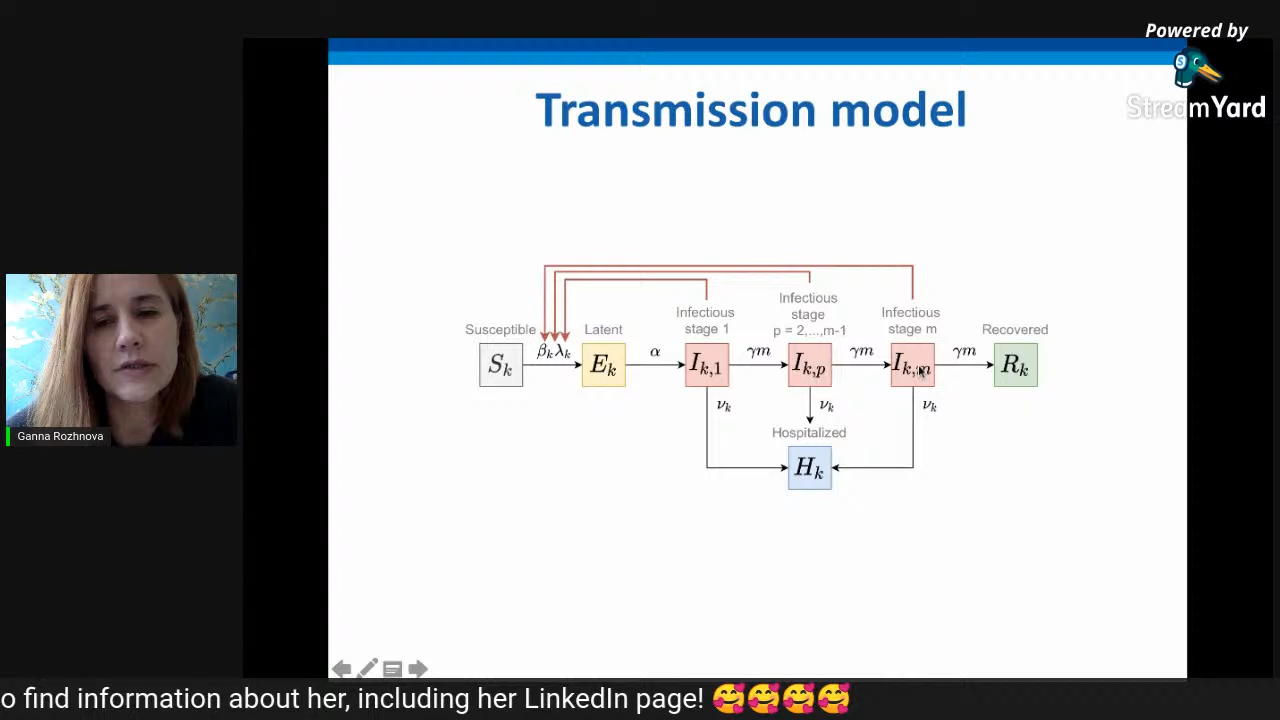 Powered by
StreamYard
Transmission model
Susceptible
Latent
Infectious
stage 1
Infectious
stage
p = 2,...,m-1
Infectious
stage m
Recovered
S_k
β_kλ_k
E_k
α
I_{k,1}
γm
I_{k,p}
γm
I_{k,m}
γm
R_k
ν_k
ν_k
ν_k
Hospitalized
H_k
Ganna Rozhnova
o find information about her, including her LinkedIn page! 🥰🥰🥰🥰